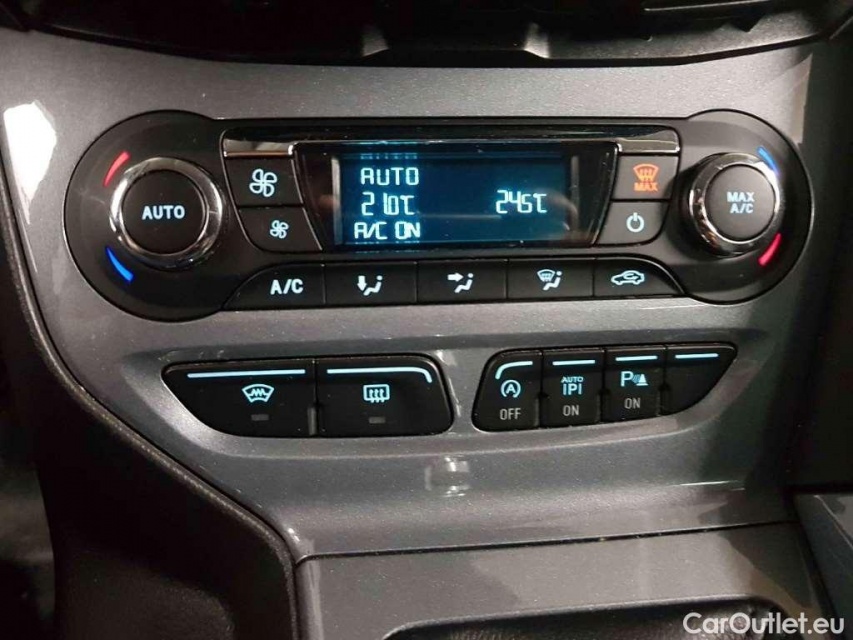 AUTO
AUTO
21.0°C
24.5°C
A/C ON
MAX
MAX
A/C
A/C
OFF
AUTO
(P)
ON
P
ON
CarOutlet.eu